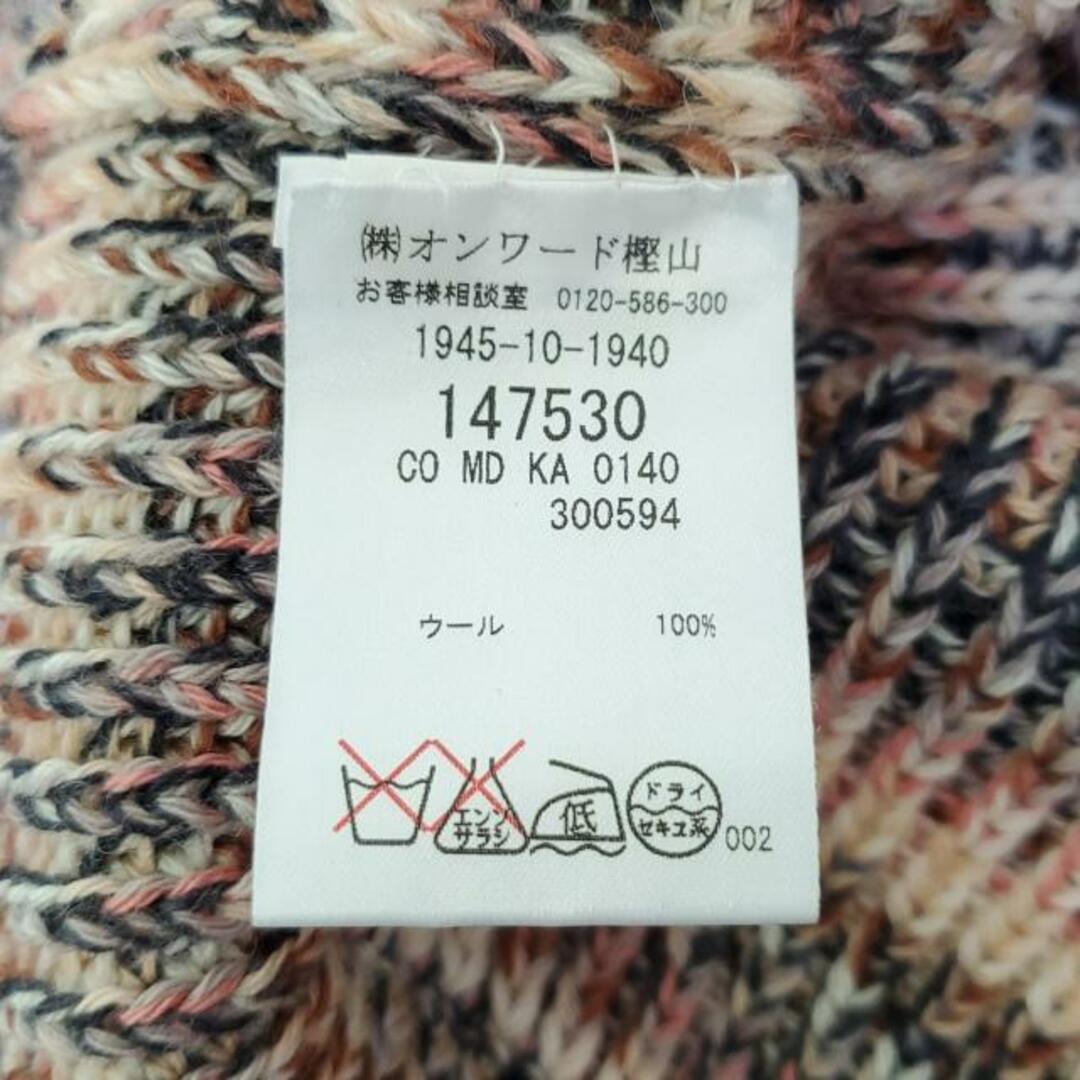 ㈱オンワード樫山
お客様相談室 0120-586-300
1945-10-1940
147530
CO MD KA 0140
300594
ウール 100%
エンソ
サラシ
低
ドライ
セキユ系
002